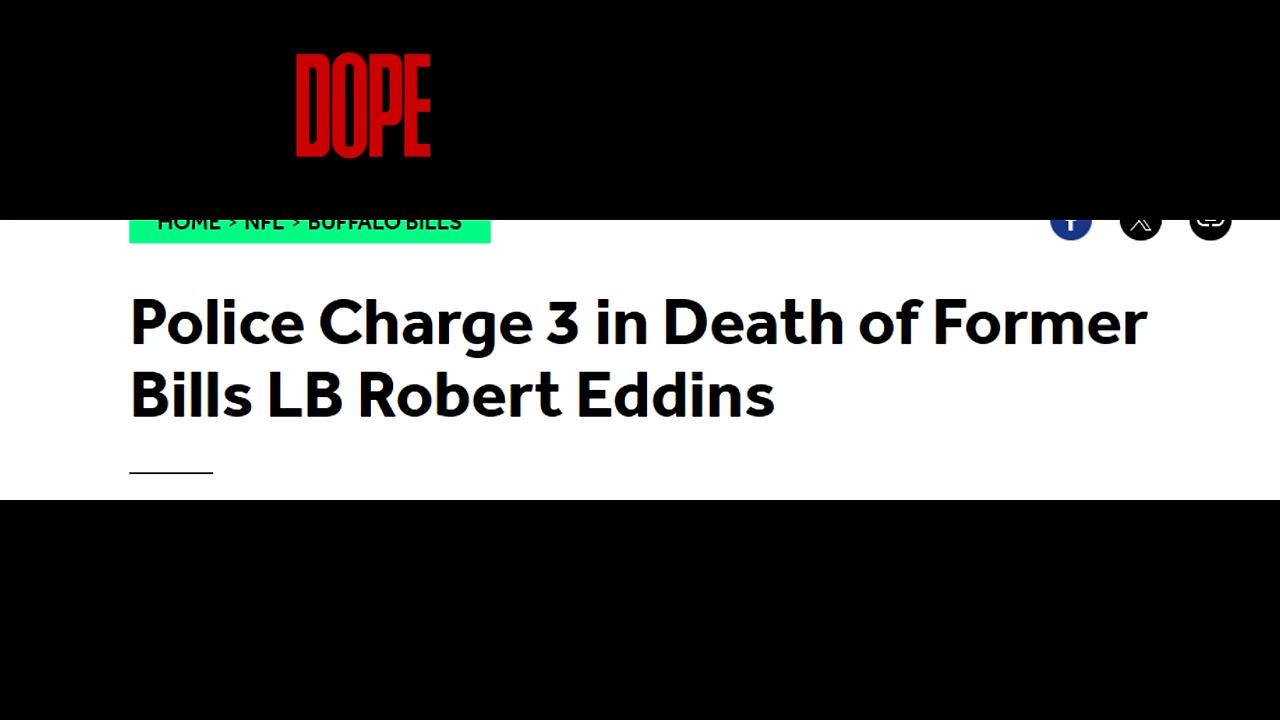 DOPE
HOME > NFL > BUFFALO BILLS
Police Charge 3 in Death of Former
Bills LB Robert Eddins